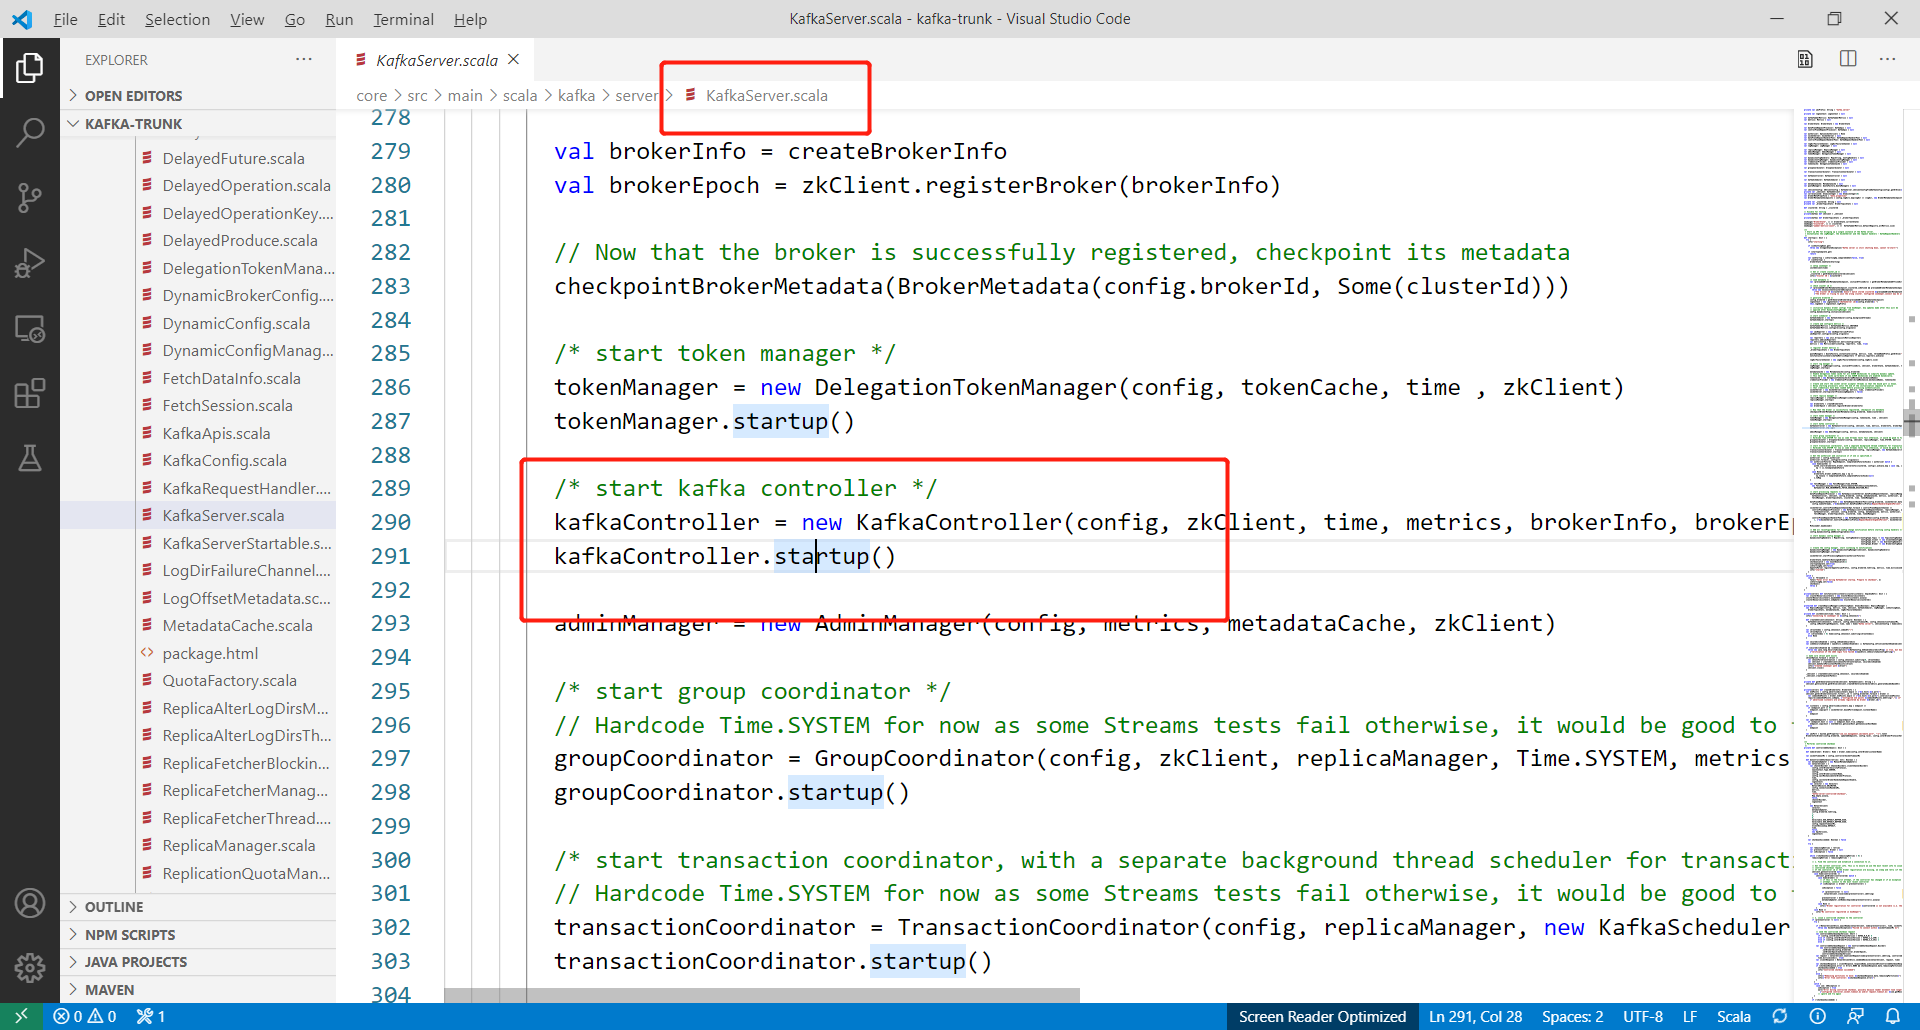 File Edit Selection View Go Run Terminal Help
KafkaServer.scala - kafka-trunk - Visual Studio Code
EXPLORER
OPEN EDITORS
KAFKA-TRUNK
DelayedFuture.scala
DelayedOperation.scala
DelayedOperationKey....
DelayedProduce.scala
DelegationTokenMana...
DynamicBrokerConfig....
DynamicConfig.scala
DynamicConfigManag...
FetchDataInfo.scala
FetchSession.scala
KafkaApis.scala
KafkaConfig.scala
KafkaRequestHandler....
KafkaServer.scala
KafkaServerStartable.s...
LogDirFailureChannel....
LogOffsetMetadata.sc...
MetadataCache.scala
package.html
QuotaFactory.scala
ReplicaAlterLogDirsM...
ReplicaAlterLogDirsTh...
ReplicaFetcherBlockin...
ReplicaFetcherManag...
ReplicaFetcherThread....
ReplicaManager.scala
ReplicationQuotaMan...
OUTLINE
NPM SCRIPTS
JAVA PROJECTS
MAVEN
KafkaServer.scala
core > src > main > scala > kafka > server > KafkaServer.scala
278
279 val brokerInfo = createBrokerInfo
280 val brokerEpoch = zkClient.registerBroker(brokerInfo)
281
282 // Now that the broker is successfully registered, checkpoint its metadata
283 checkpointBrokerMetadata(BrokerMetadata(config.brokerId, Some(clusterId)))
284
285 /* start token manager */
286 tokenManager = new DelegationTokenManager(config, tokenCache, time , zkClient)
287 tokenManager.startup()
288
289 /* start kafka controller */
290 kafkaController = new KafkaController(config, zkClient, time, metrics, brokerInfo, brokerEp
291 kafkaController.startup()
292
293 adminManager = new AdminManager(config, metrics, metadataCache, zkClient)
294
295 /* start group coordinator */
296 // Hardcode Time.SYSTEM for now as some Streams tests fail otherwise, it would be good to
297 groupCoordinator = GroupCoordinator(config, zkClient, replicaManager, Time.SYSTEM, metrics
298 groupCoordinator.startup()
299
300 /* start transaction coordinator, with a separate background thread scheduler for transact
301 // Hardcode Time.SYSTEM for now as some Streams tests fail otherwise, it would be good to
302 transactionCoordinator = TransactionCoordinator(config, replicaManager, new KafkaScheduler
303 transactionCoordinator.startup()
304
0 0 1
Screen Reader Optimized Ln 291, Col 28 Spaces: 2 UTF-8 LF Scala